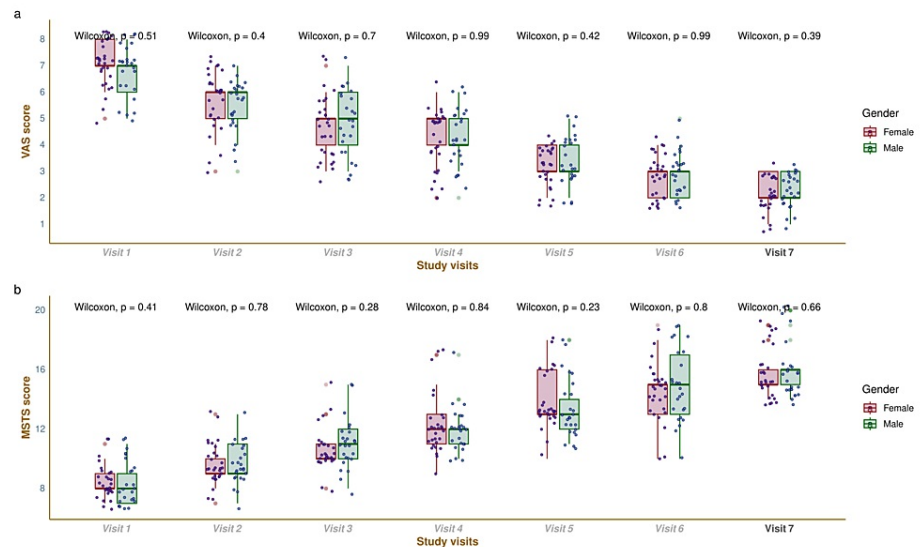 a
Wilcoxon, p = 0.51 Wilcoxon, p = 0.4 Wilcoxon, p = 0.7 Wilcoxon, p = 0.99 Wilcoxon, p = 0.42 Wilcoxon, p = 0.99 Wilcoxon, p = 0.39
8
7
6
5
4
3
2
1
VAS score
Visit 1 Visit 2 Visit 3 Visit 4 Visit 5 Visit 6 Visit 7
Study visits
Gender
Female
Male
b
Wilcoxon, p = 0.41 Wilcoxon, p = 0.78 Wilcoxon, p = 0.28 Wilcoxon, p = 0.84 Wilcoxon, p = 0.23 Wilcoxon, p = 0.8 Wilcoxon, p = 0.66
20
16
12
8
MSTS score
Visit 1 Visit 2 Visit 3 Visit 4 Visit 5 Visit 6 Visit 7
Study visits
Gender
Female
Male